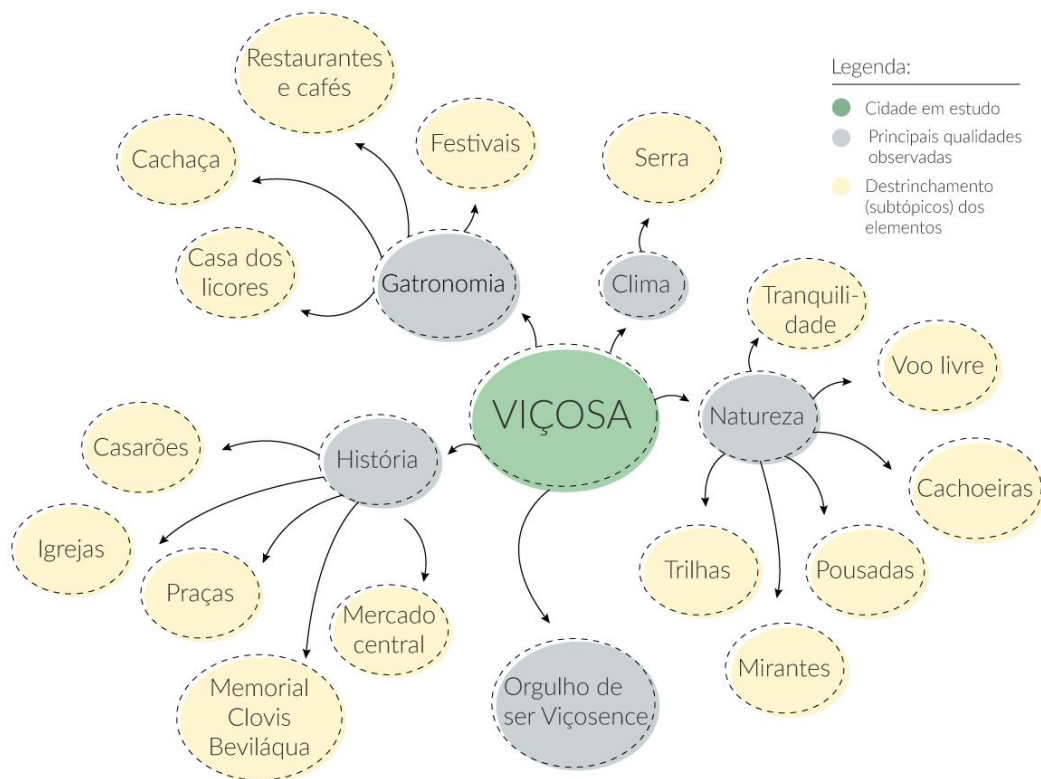 Restaurantes
e cafés
Cachaça
Festivais
Serra
Casa dos
licores
Gatronomia
Clima
Tranquili-
dade
Voo livre
VIÇOSA
Natureza
Casarões
História
Cachoeiras
Igrejas
Praças
Mercado
central
Trilhas
Pousadas
Mirantes
Memorial
Clovis
Beviláqua
Orgulho de
ser Viçosence
Legenda:
Cidade em estudo
Principais qualidades
observadas
Destrinchamento
(subtópicos) dos
elementos